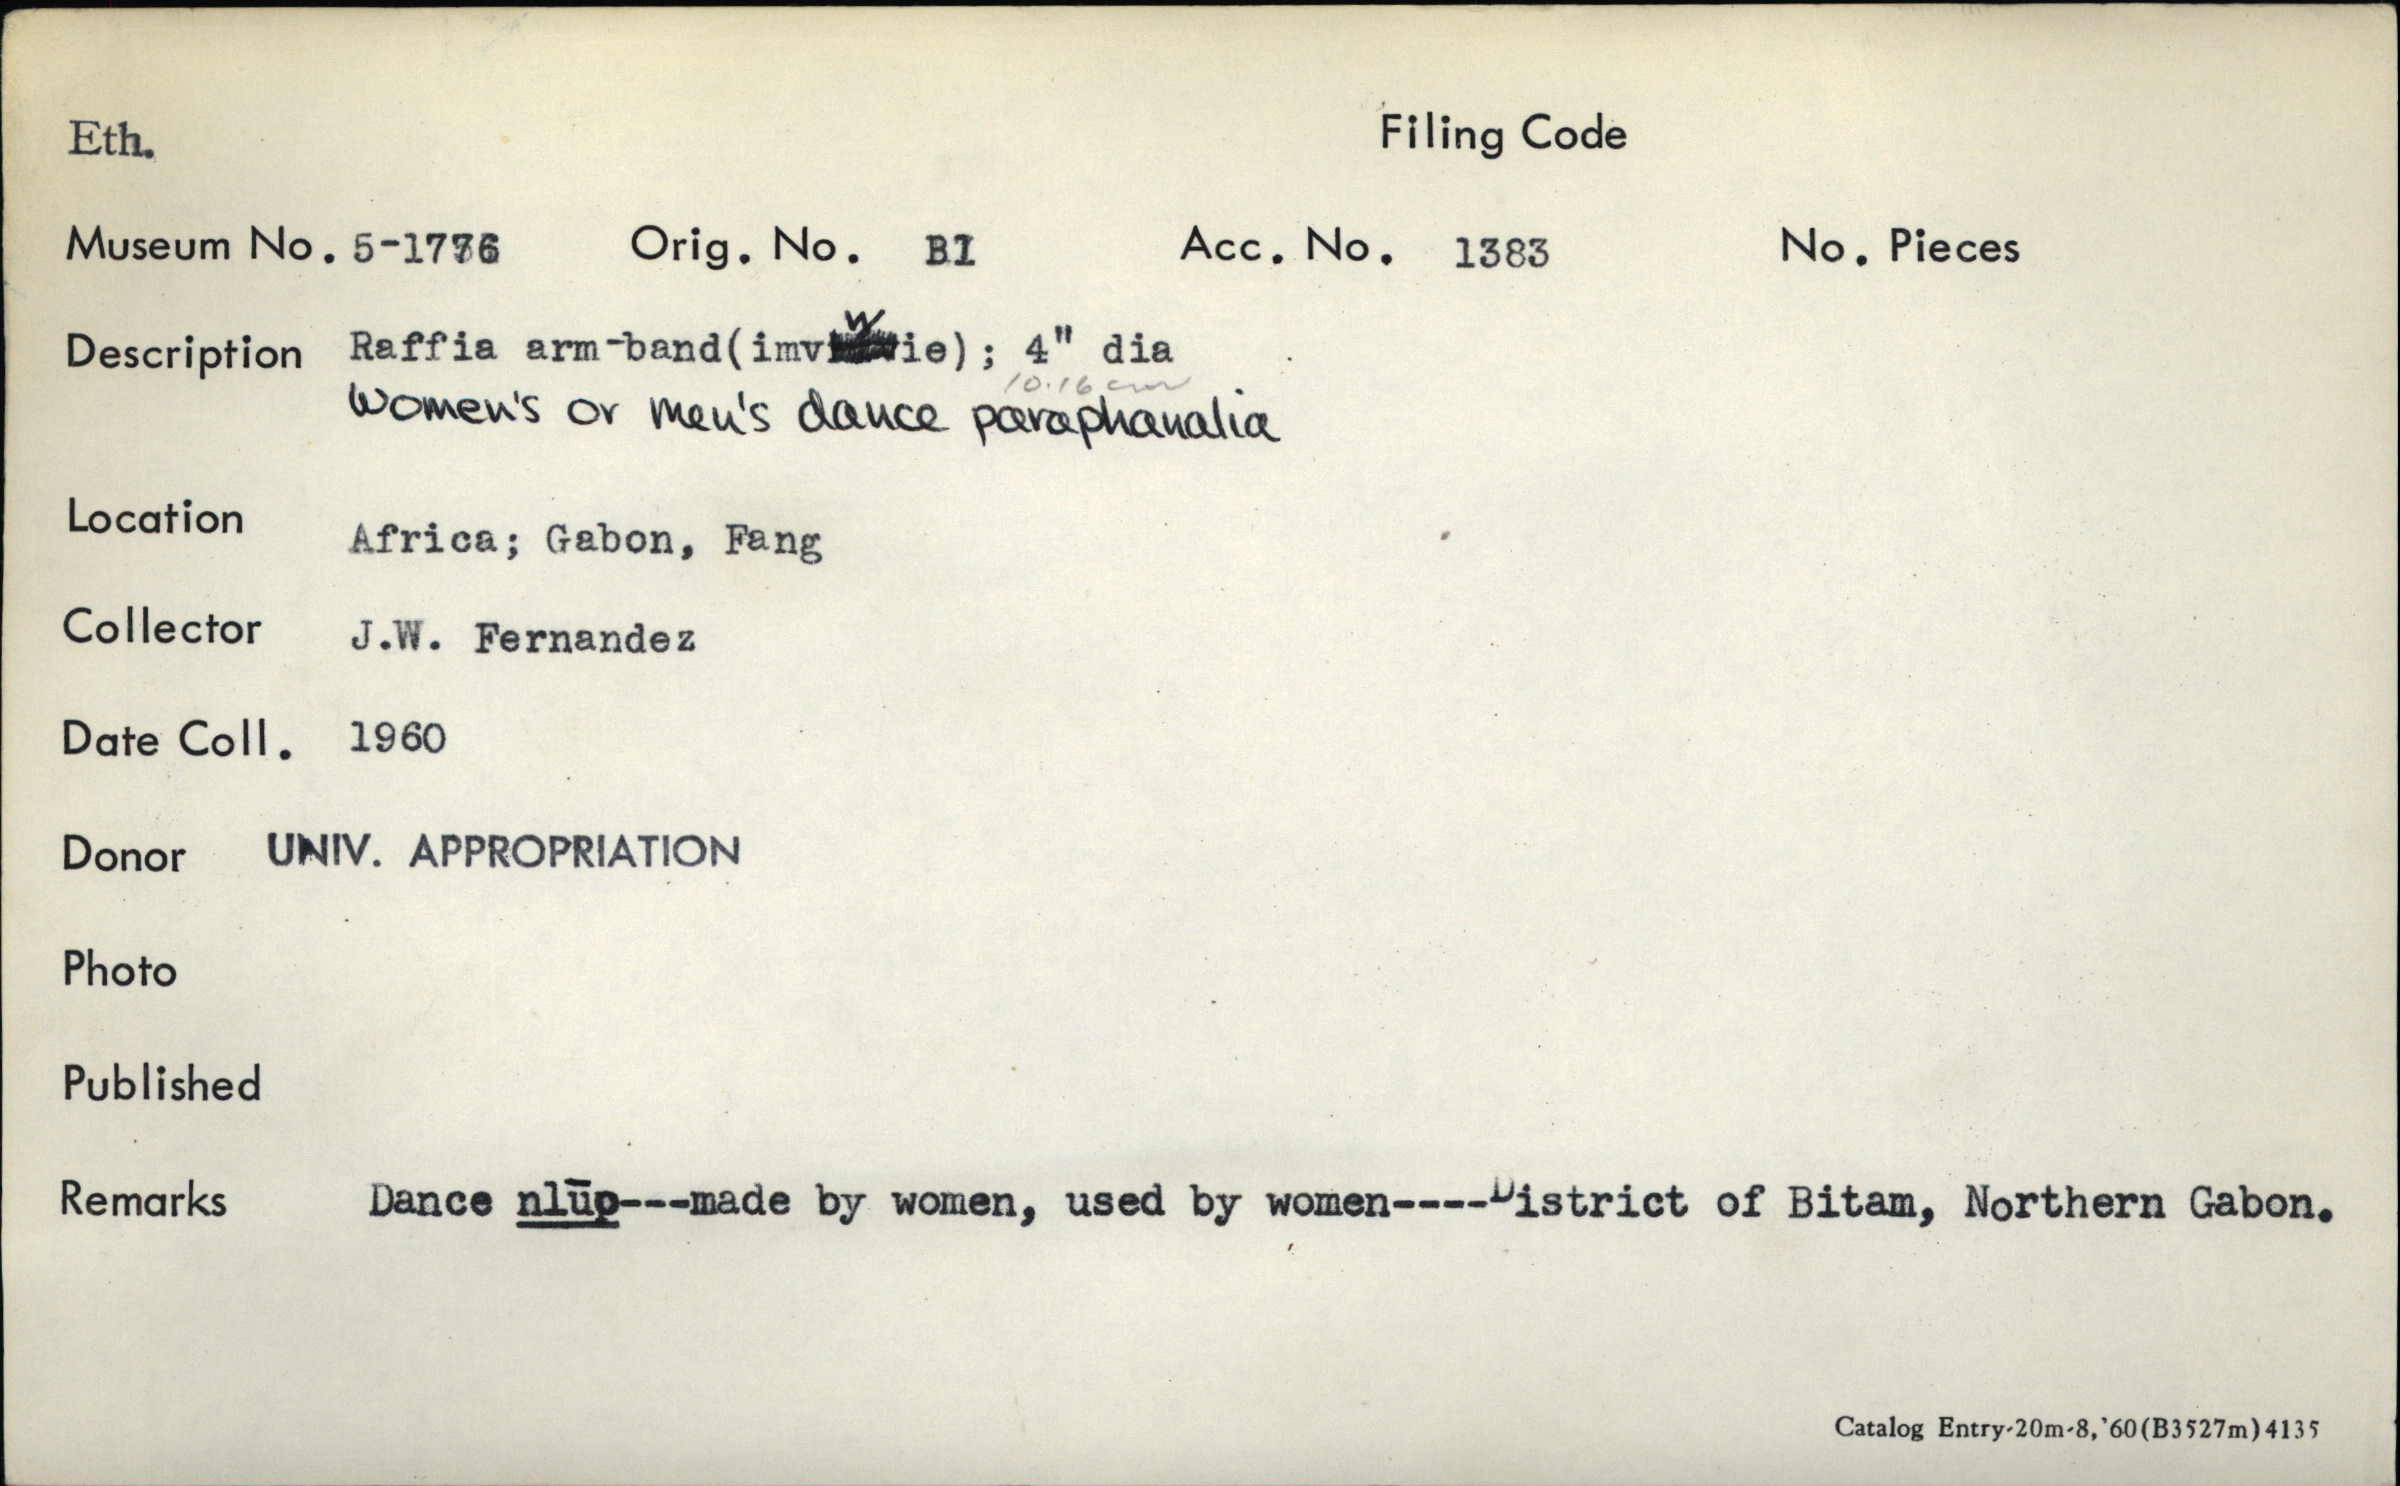 Eth.
Filing Code
Museum No. 5-1776 Orig. No. BI Acc. No. 1383 No. Pieces
Description Raffia arm-band(imvwie); 4" dia
10.16 cm
Women's or men's dance paraphanalia
Location Africa; Gabon, Fang
Collector J.W. Fernandez
Date Coll. 1960
Donor UNIV. APPROPRIATION
Photo
Published
Remarks Dance nlūp---made by women, used by women----District of Bitam, Northern Gabon.
Catalog Entry-20m-8,'60(B3527m)4135